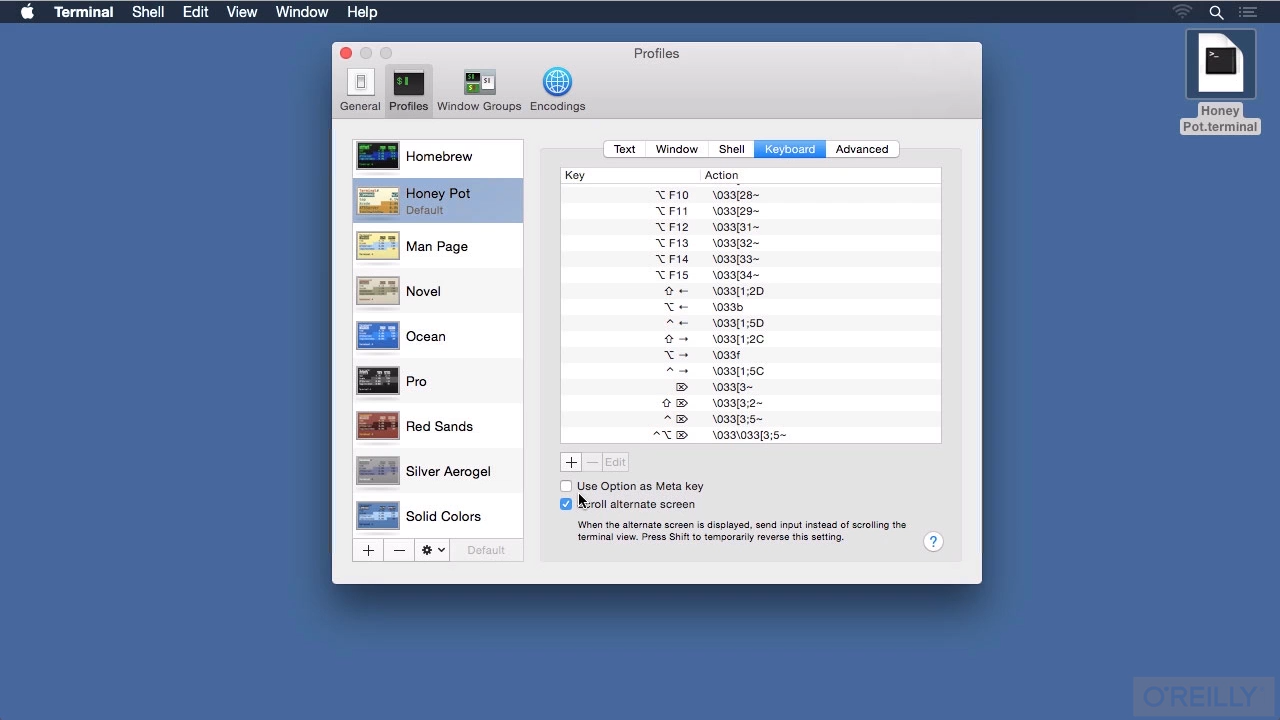 Terminal Shell Edit View Window Help
Profiles
General Profiles Window Groups Encodings
Honey
Pot.terminal
Homebrew
Honey Pot
Default
Man Page
Novel
Ocean
Pro
Red Sands
Silver Aerogel
Solid Colors
+ − Default
Text Window Shell Keyboard Advanced
Key Action
⌥ F10 \033[28~
⌥ F11 \033[29~
⌥ F12 \033[31~
⌥ F13 \033[32~
⌥ F14 \033[33~
⌥ F15 \033[34~
⇧ ← \033[1;2D
⌥ ← \033b
^ ← \033[1;5D
⇧ → \033[1;2C
⌥ → \033f
^ → \033[1;5C
⌦ \033[3~
⇧ ⌦ \033[3;2~
^ ⌦ \033[3;5~
^⌥ ⌦ \033\033[3;5~
+ − Edit
Use Option as Meta key
Scroll alternate screen
When the alternate screen is displayed, send input instead of scrolling the
terminal view. Press Shift to temporarily reverse this setting.
?
O'REILLY